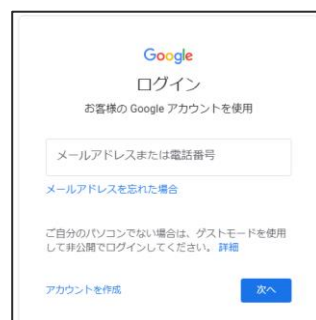 Google
ログイン
お客様の Google アカウントを使用
メールアドレスまたは電話番号
メールアドレスを忘れた場合
ご自分のパソコンでない場合は、ゲストモードを使用
して非公開でログインしてください。 詳細
アカウントを作成
次へ